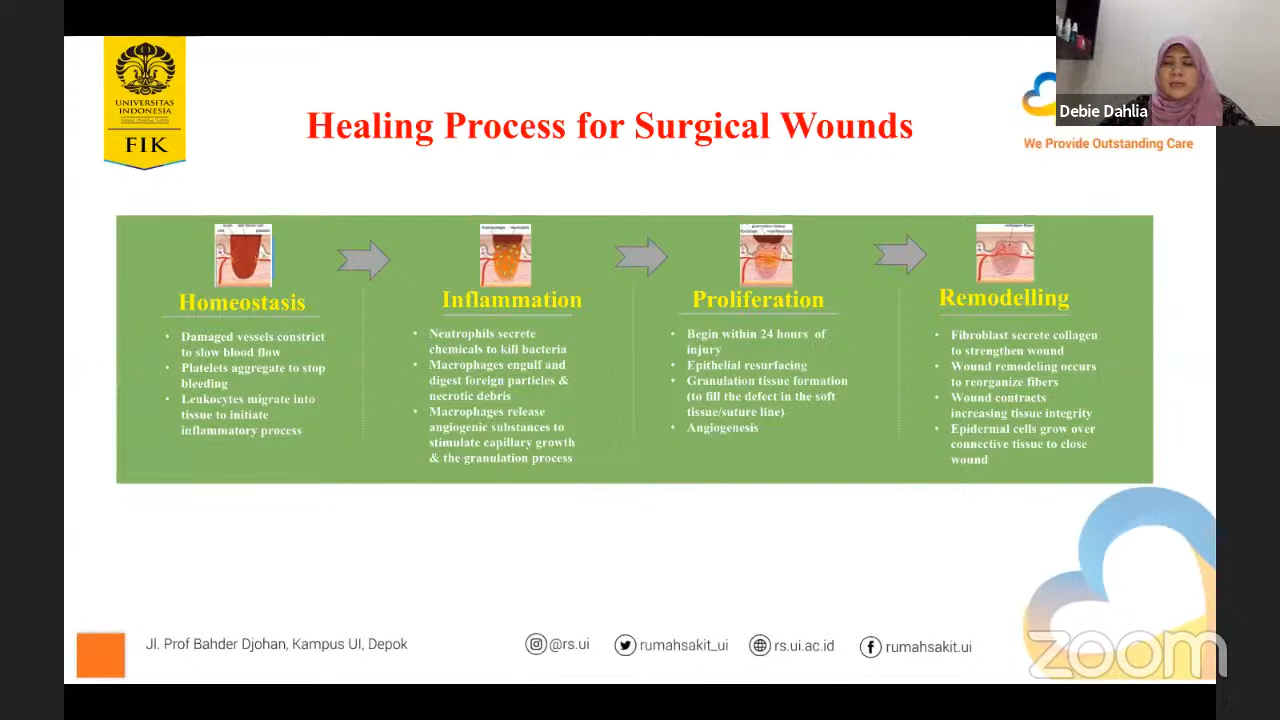 UNIVERSITAS
INDONESIA
FIK
Healing Process for Surgical Wounds
Debie Dahlia
We Provide Outstanding Care
Homeostasis
• Damaged vessels constrict
to slow blood flow
• Platelets aggregate to stop
bleeding
• Leukocytes migrate into
tissue to initiate
inflammatory process
Inflammation
• Neutrophils secrete
chemicals to kill bacteria
• Macrophages engulf and
digest foreign particles &
necrotic debris
• Macrophages release
angiogenic substances to
stimulate capillary growth
& the granulation process
Proliferation
• Begin within 24 hours of
injury
• Epithelial resurfacing
• Granulation tissue formation
(to fill the defect in the soft
tissue/suture line)
• Angiogenesis
Remodelling
• Fibroblast secrete collagen
to strengthen wound
• Wound remodeling occurs
to reorganize fibers
• Wound contracts
increasing tissue integrity
• Epidermal cells grow over
connective tissue to close
wound
Jl. Prof Bahder Djohan, Kampus UI, Depok
@rs.ui
rumahsakit_ui
rs.ui.ac.id
rumahsakit.ui
zoom